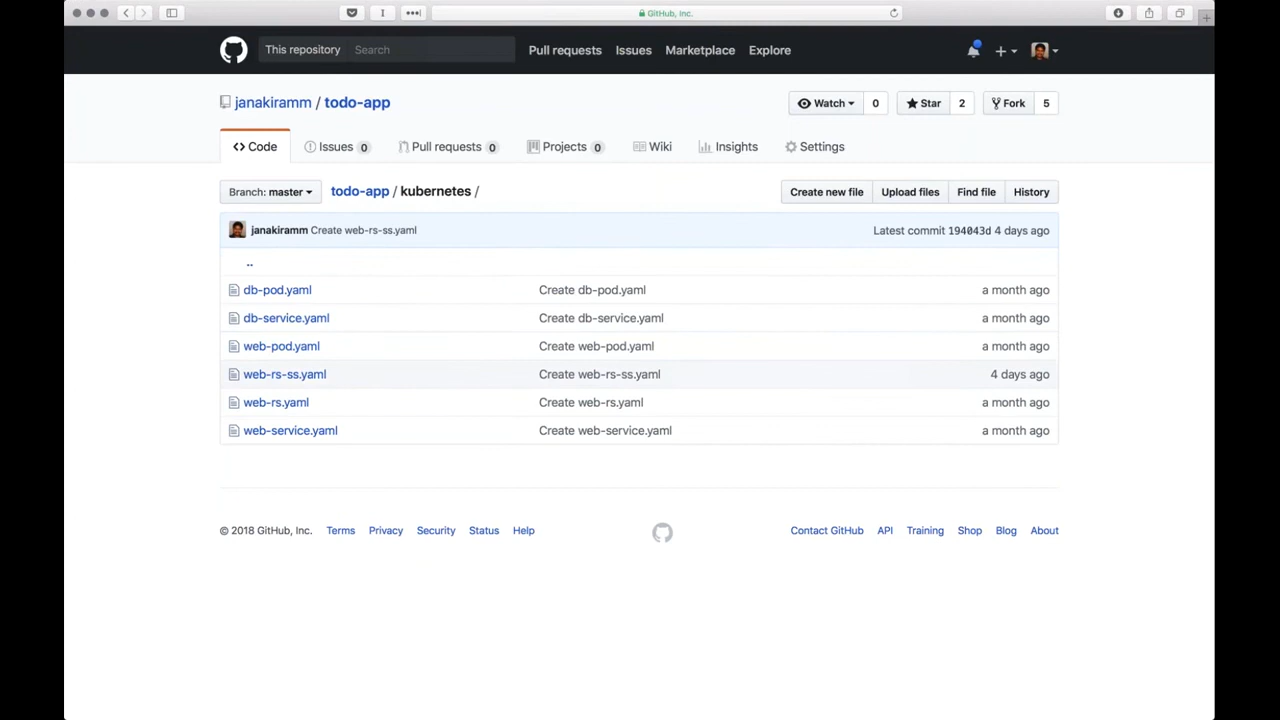 GitHub, Inc.
This repository Search Pull requests Issues Marketplace Explore
janakiramm / todo-app Watch 0 Star 2 Fork 5
Code Issues 0 Pull requests 0 Projects 0 Wiki Insights Settings
Branch: master todo-app / kubernetes / Create new file Upload files Find file History
janakiramm Create web-rs-ss.yaml Latest commit 194043d 4 days ago
..
db-pod.yaml Create db-pod.yaml a month ago
db-service.yaml Create db-service.yaml a month ago
web-pod.yaml Create web-pod.yaml a month ago
web-rs-ss.yaml Create web-rs-ss.yaml 4 days ago
web-rs.yaml Create web-rs.yaml a month ago
web-service.yaml Create web-service.yaml a month ago
© 2018 GitHub, Inc. Terms Privacy Security Status Help Contact GitHub API Training Shop Blog About